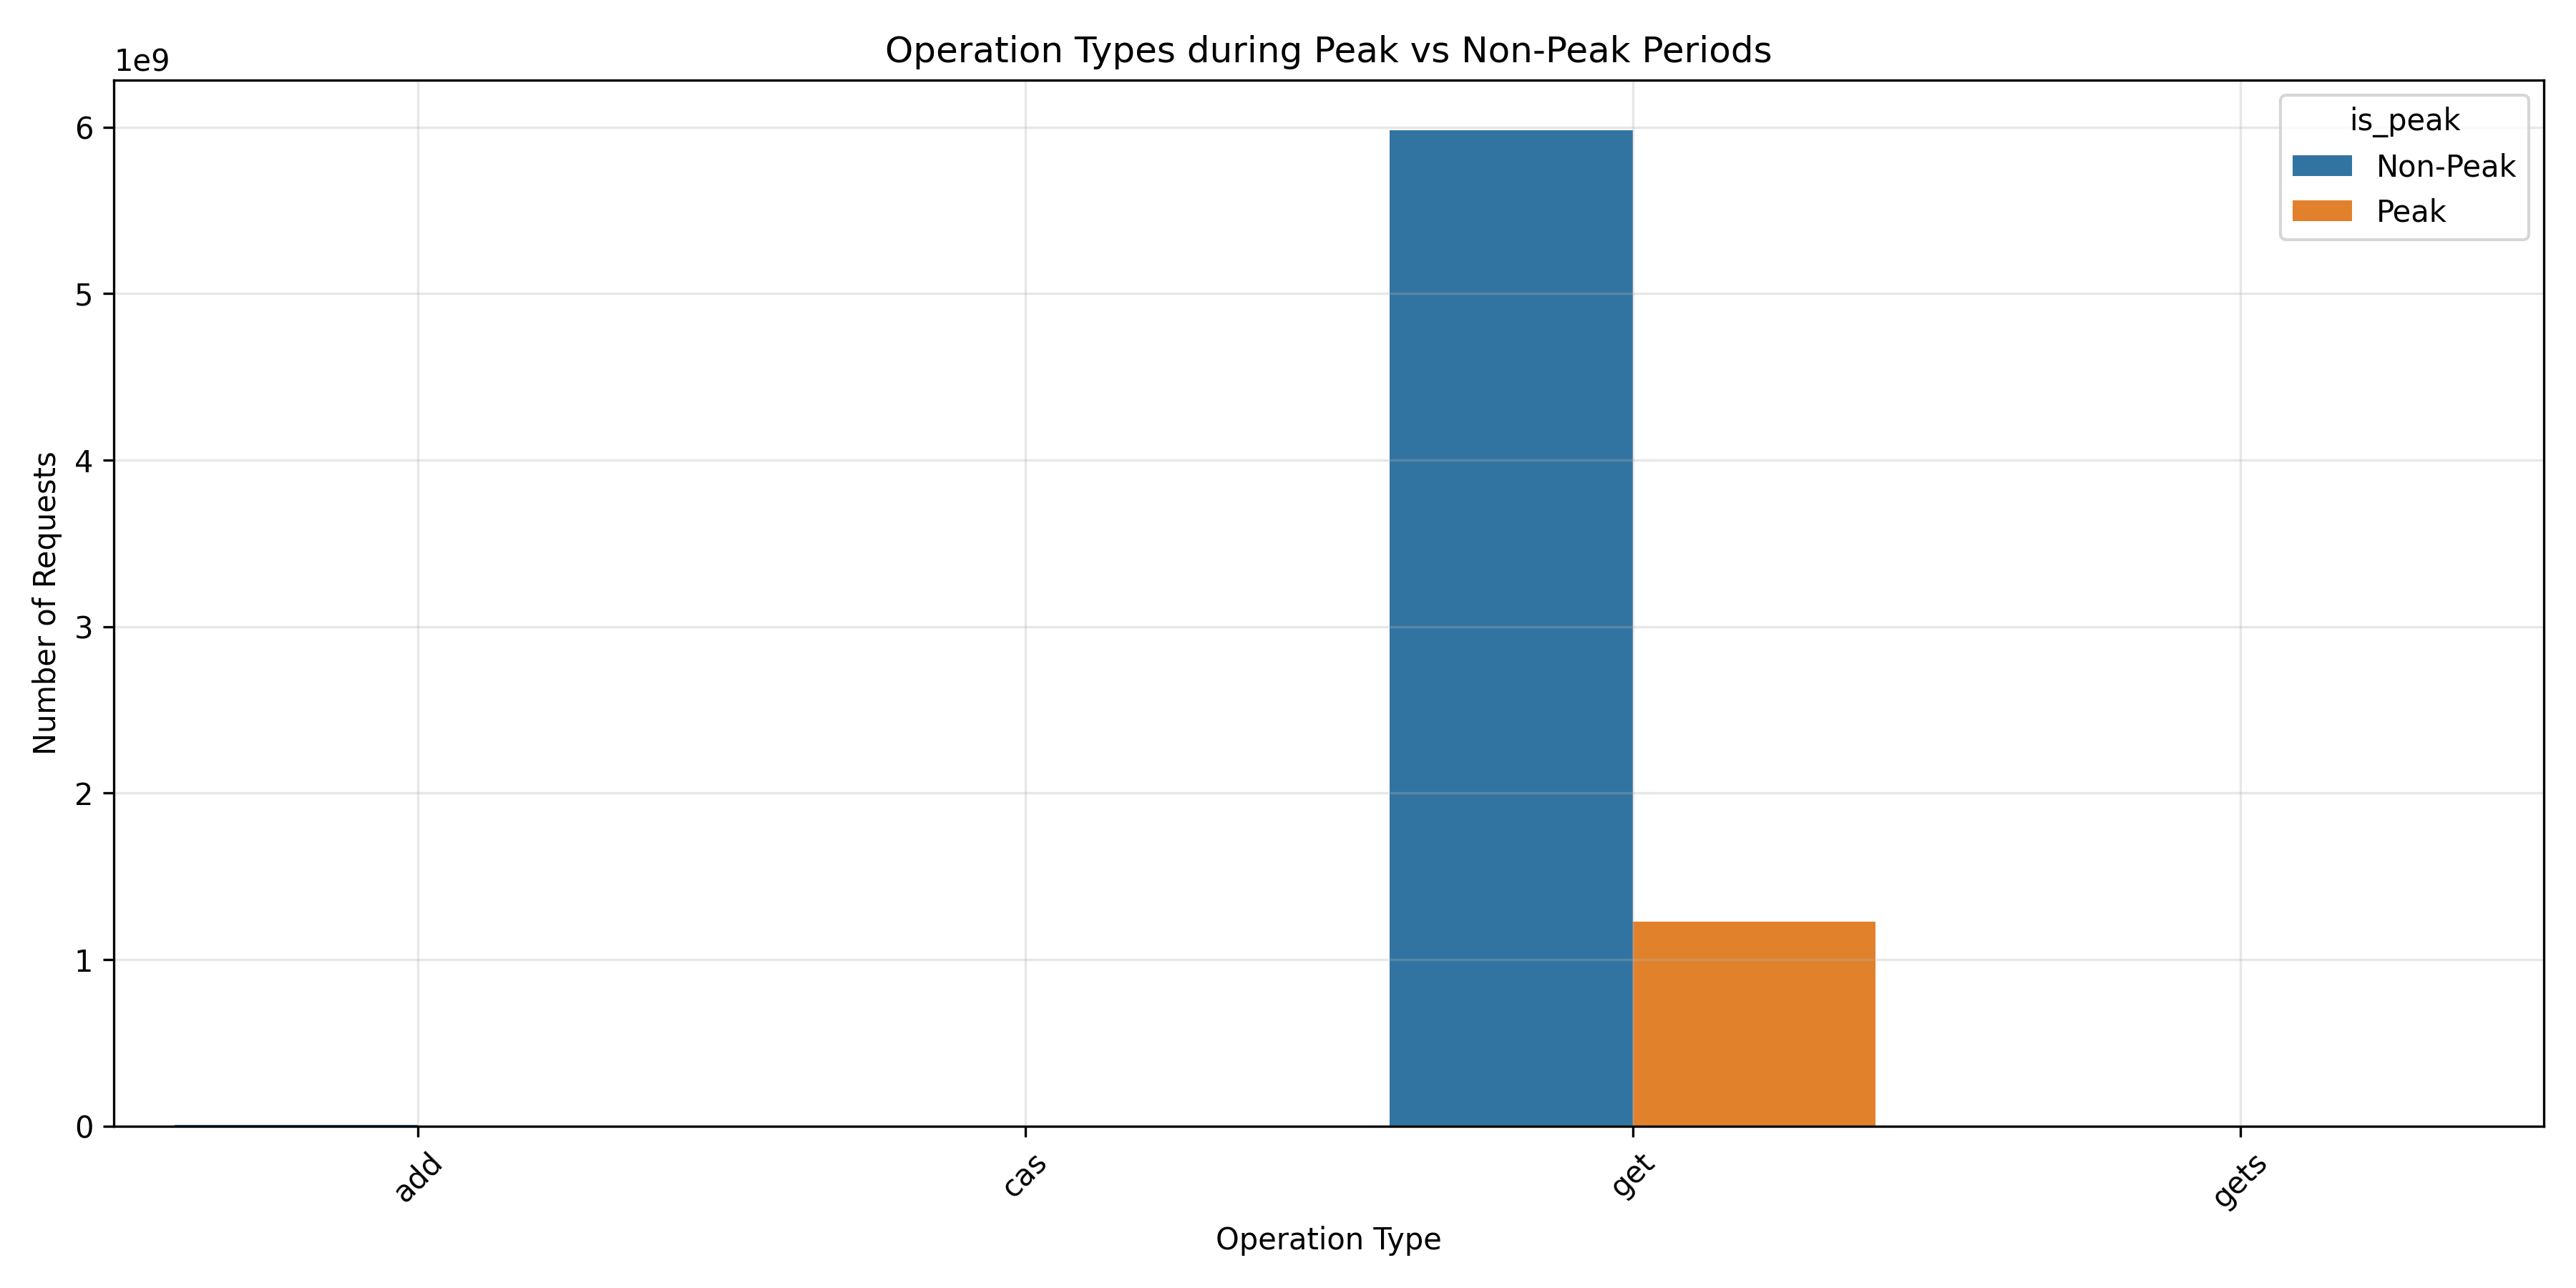 Operation Types during Peak vs Non-Peak Periods
1e9
6
5
4
3
2
1
0
Number of Requests
is_peak
Non-Peak
Peak
add
cas
get
gets
Operation Type